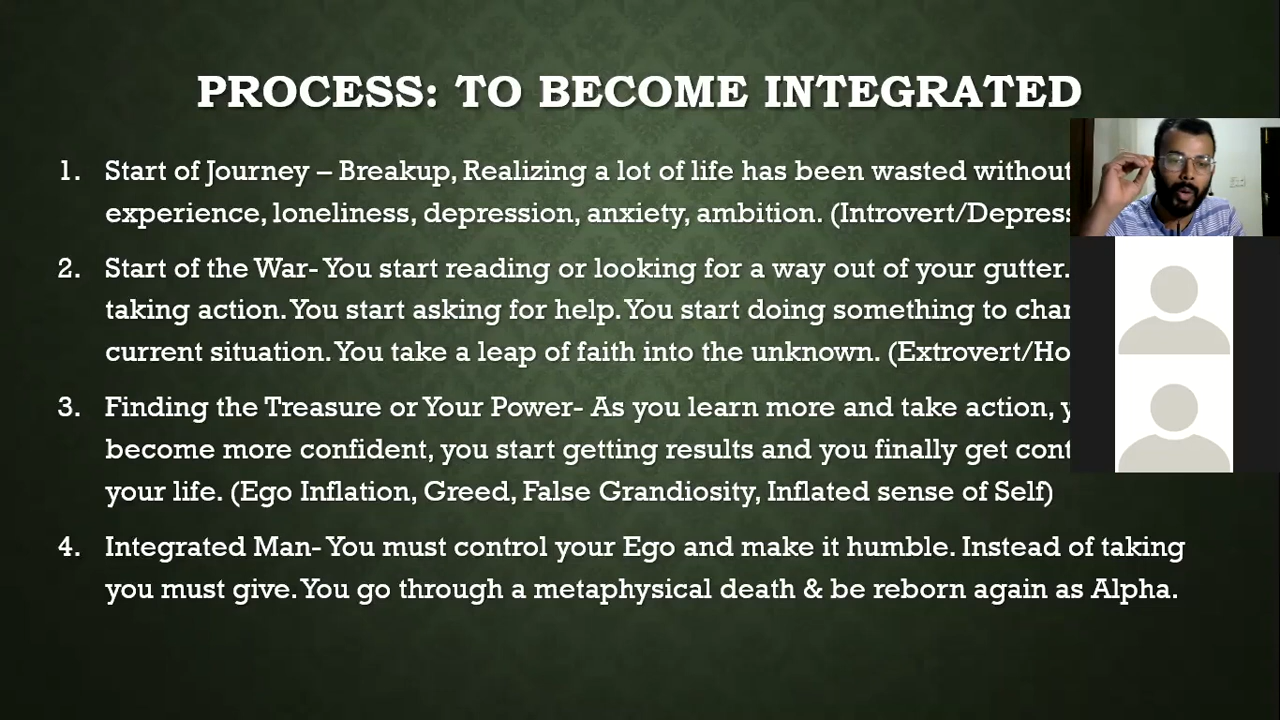 PROCESS: TO BECOME INTEGRATED
1. Start of Journey – Breakup, Realizing a lot of life has been wasted without
experience, loneliness, depression, anxiety, ambition. (Introvert/
2. Start of the War- You start reading or looking for a way out of your gutter.
taking action. You start asking for help. You start doing something to
current situation. You take a leap of faith into the unknown. (Extrovert/
3. Finding the Treasure or Your Power- As you learn more and take action,
become more confident, you start getting results and you finally get
your life. (Ego Inflation, Greed, False Grandiosity, Inflated sense of Self)
4. Integrated Man- You must control your Ego and make it humble. Instead of taking
you must give. You go through a metaphysical death & be reborn again as Alpha.